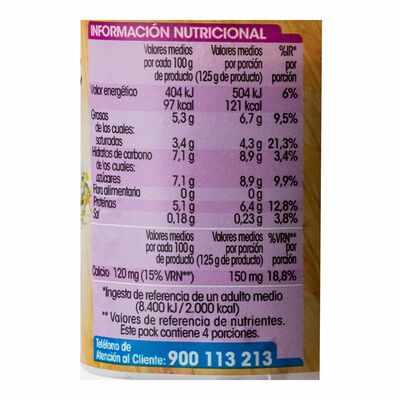 INFORMACIÓN NUTRICIONAL
Valores medios por cada 100 g de producto Valores medios por porción (125 g de producto) %IR* por porción
Valor energético 404 kJ 504 kJ 6%
97 kcal 121 kcal
Grasas 5,3 g 6,7 g 9,5%
de las cuales:
saturadas 3,4 g 4,3 g 21,3%
Hidratos de carbono 7,1 g 8,9 g 3,4%
de los cuales:
azúcares 7,1 g 8,9 g 9,9%
Fibra alimentaria 0 g 0 g
Proteínas 5,1 g 6,4 g 12,8%
Sal 0,18 g 0,23 g 3,8%
Valores medios por cada 100 g de producto Valores medios por porción (125 g de producto) %VRN** por porción
Calcio 120 mg (15% VRN**) 150 mg 18,8%
*Ingesta de referencia de un adulto medio
(8.400 kJ / 2.000 kcal)
** Valores de referencia de nutrientes.
Este pack contiene 4 porciones.
Teléfono de
Atención al Cliente: 900 113 213